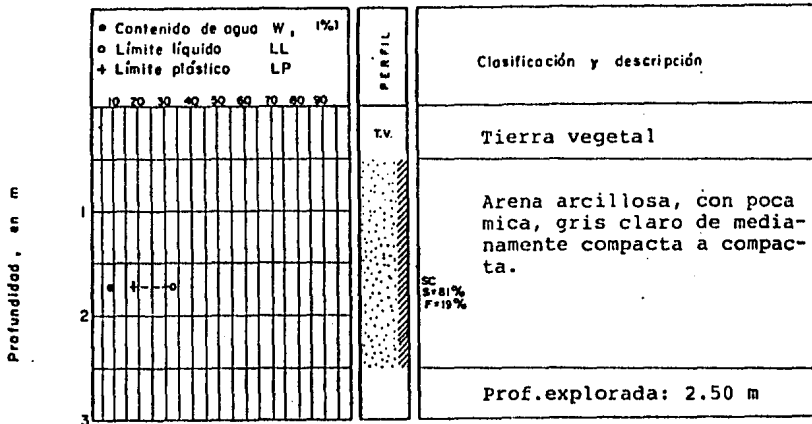 • Contenido de agua W, (%)
o Límite líquido LL
+ Límite plástico LP
PERFIL
Clasificación y descripción
10 20 30 40 50 60 70 80 90
T.V.
Tierra vegetal
Profundidad, en m
1
Arena arcillosa, con poca
mica, gris claro de media-
namente compacta a compac-
ta.
SC
S=81%
F=19%
2
Prof.explorada: 2.50 m
3